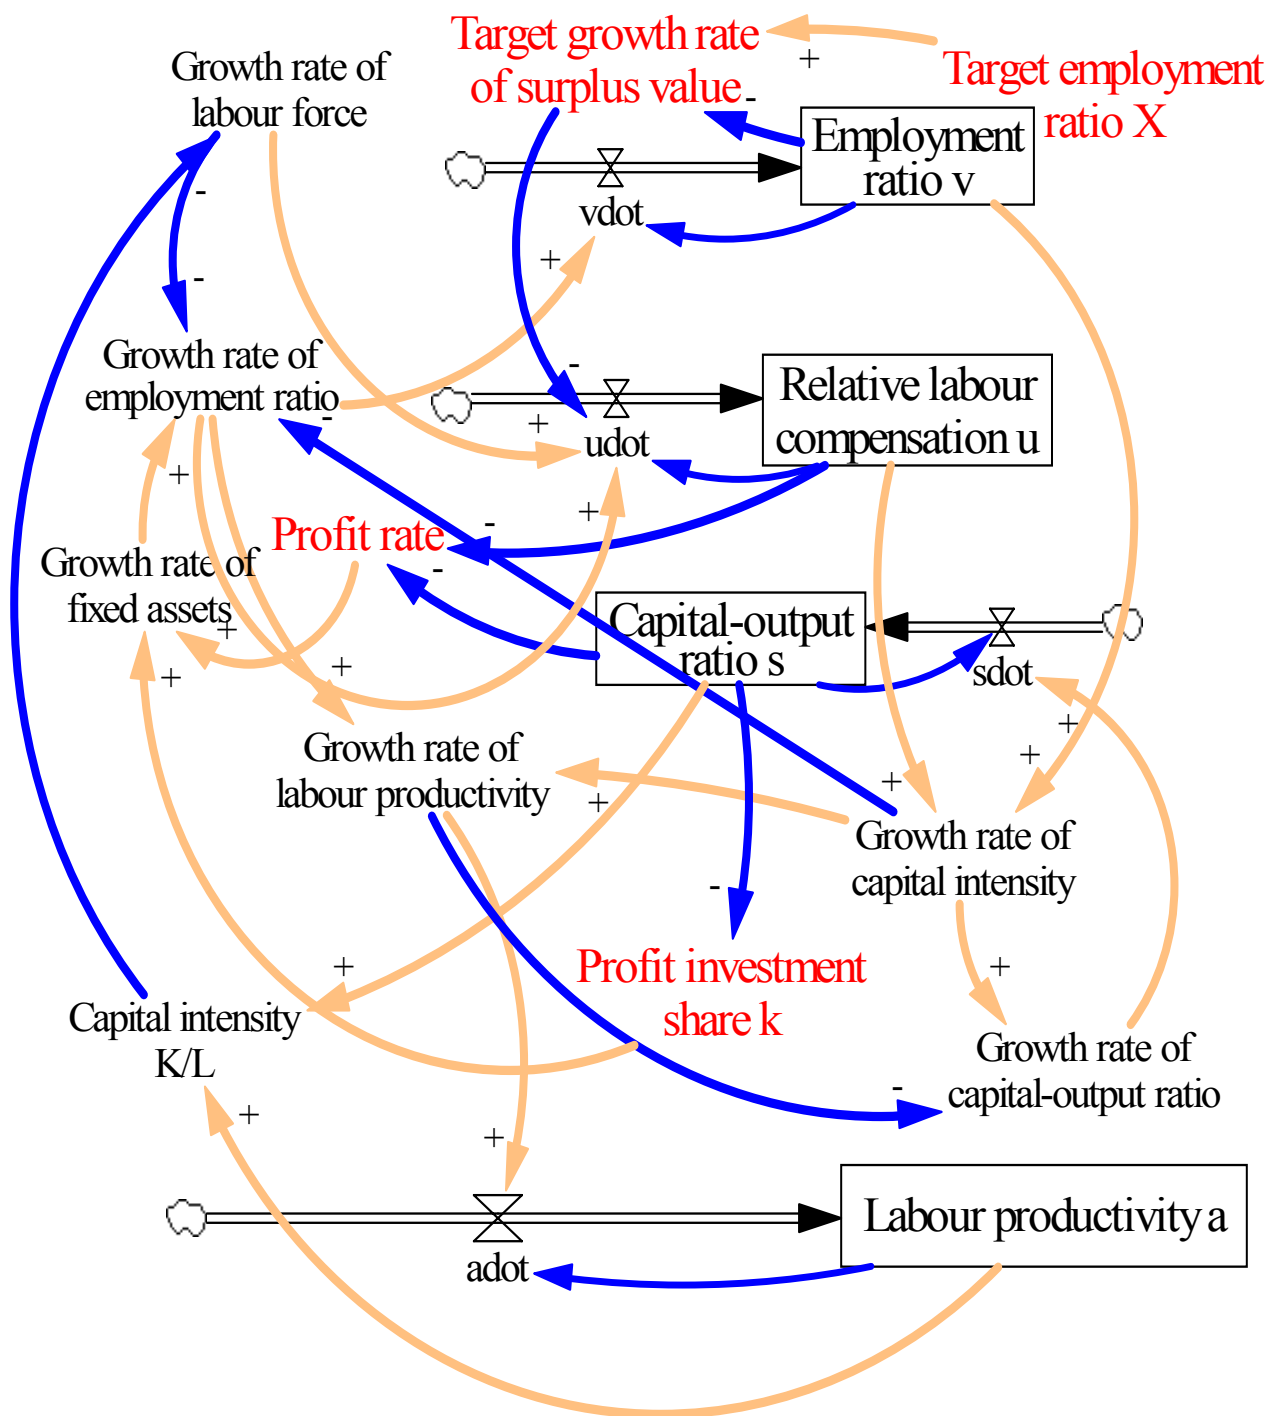 Target growth rate
of surplus value
-
+
Target employment
ratio X
Growth rate of
labour force
-
-
Employment
ratio v
vdot
+
Growth rate of
employment ratio
-
+
-
+
udot
+
Relative labour
compensation u
Profit rate
-
-
Growth rate of
fixed assets
+
+
+
Capital-output
ratio s
sdot
+
+
+
Growth rate of
labour productivity
+
Growth rate of
capital intensity
-
+
+
Profit investment
share k
Capital intensity
K/L
+
Growth rate of
capital-output ratio
-
+
Labour productivity a
adot